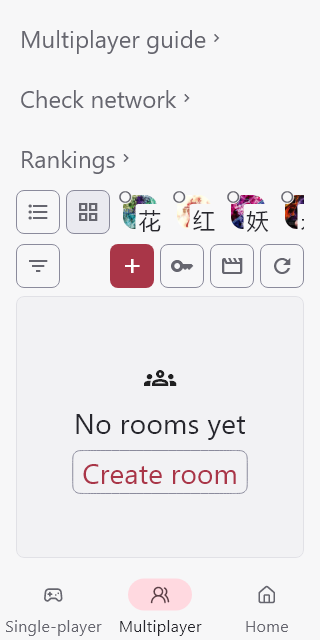 Multiplayer guide
Check network
Rankings
花 红 妖
No rooms yet
Create room
Single-player Multiplayer Home